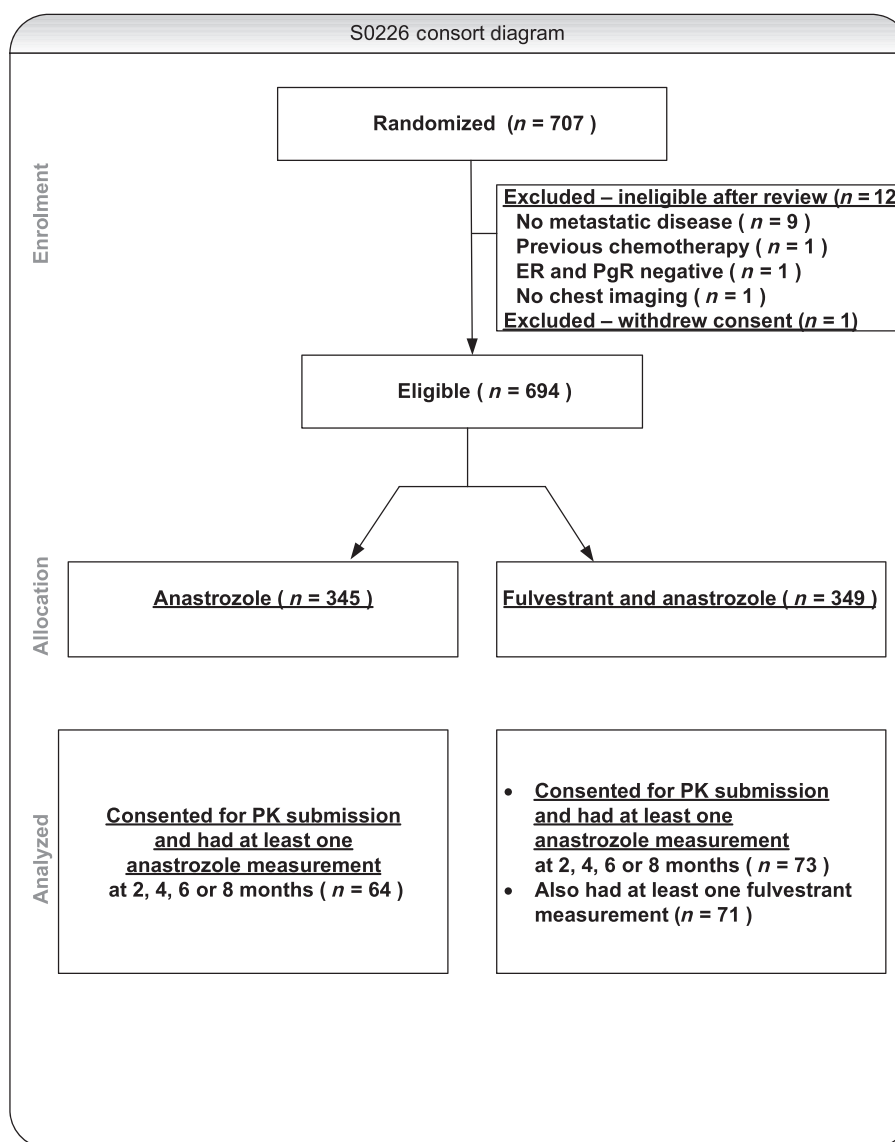 S0226 consort diagram
Enrolment
Randomized (n = 707 )
Excluded – ineligible after review (n = 12
No metastatic disease ( n = 9 )
Previous chemotherapy ( n = 1 )
ER and PgR negative ( n = 1 )
No chest imaging ( n = 1 )
Excluded – withdrew consent (n = 1)
Eligible ( n = 694 )
Allocation
Anastrozole ( n = 345 )
Fulvestrant and anastrozole ( n = 349 )
Analyzed
Consented for PK submission
and had at least one
anastrozole measurement
at 2, 4, 6 or 8 months ( n = 64 )
• Consented for PK submission
and had at least one
anastrozole measurement
at 2, 4, 6 or 8 months ( n = 73 )
• Also had at least one fulvestrant
measurement (n = 71 )